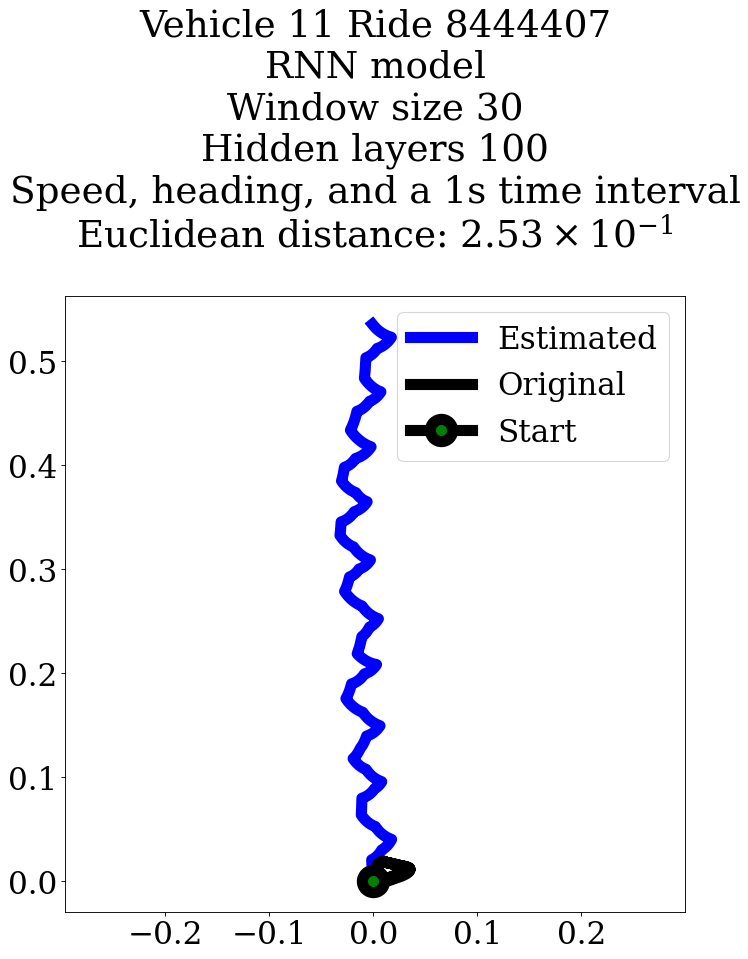 Vehicle 11 Ride 8444407
RNN model
Window size 30
Hidden layers 100
Speed, heading, and a 1s time interval
Euclidean distance: 2.53 × 10⁻¹
Estimated
Original
Start
0.5
0.4
0.3
0.2
0.1
0.0
−0.2 −0.1 0.0 0.1 0.2